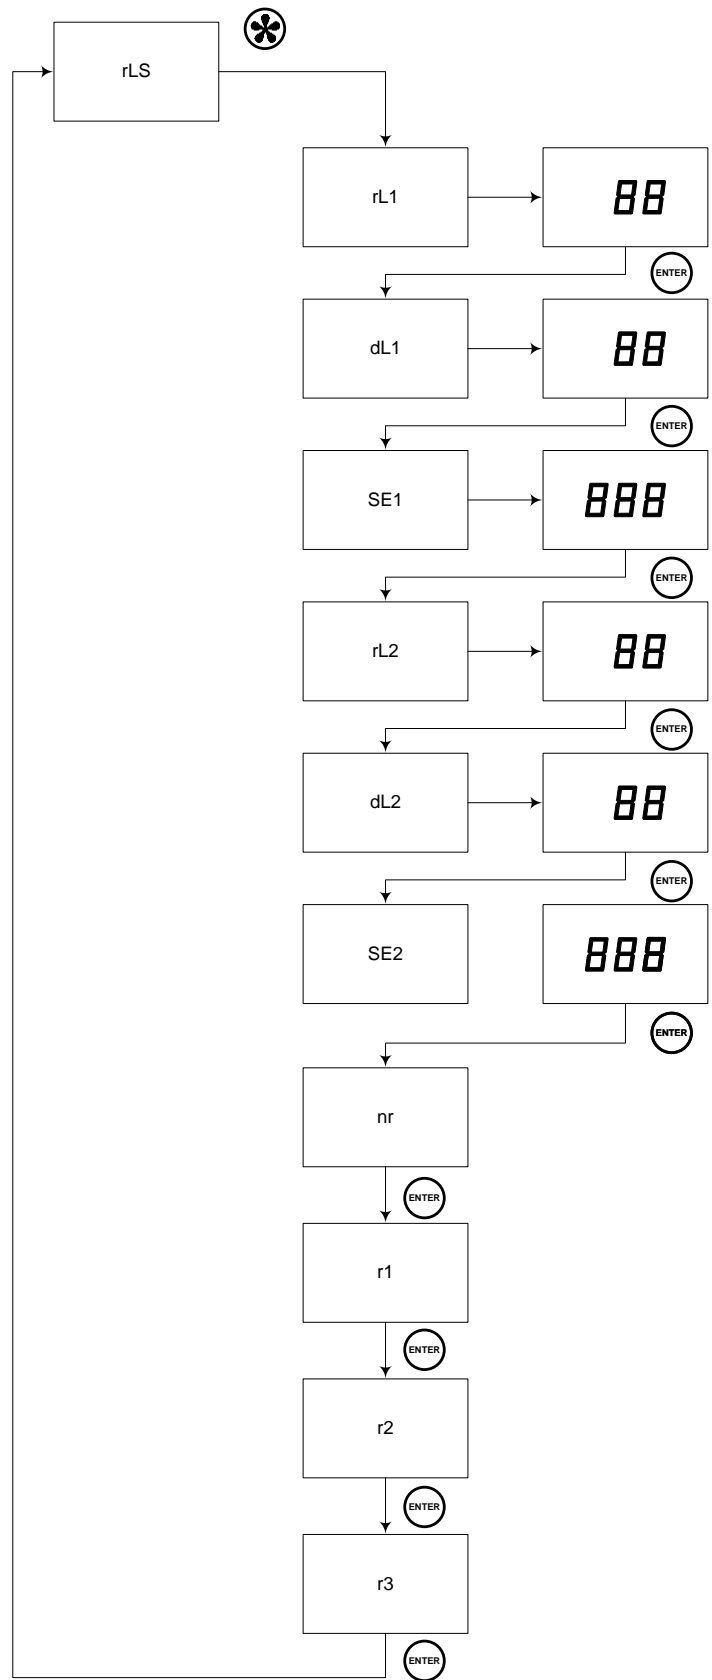 rLS
rL1
88
ENTER
dL1
88
ENTER
SE1
888
ENTER
rL2
88
ENTER
dL2
88
ENTER
SE2
888
ENTER
nr
ENTER
r1
ENTER
r2
ENTER
r3
ENTER